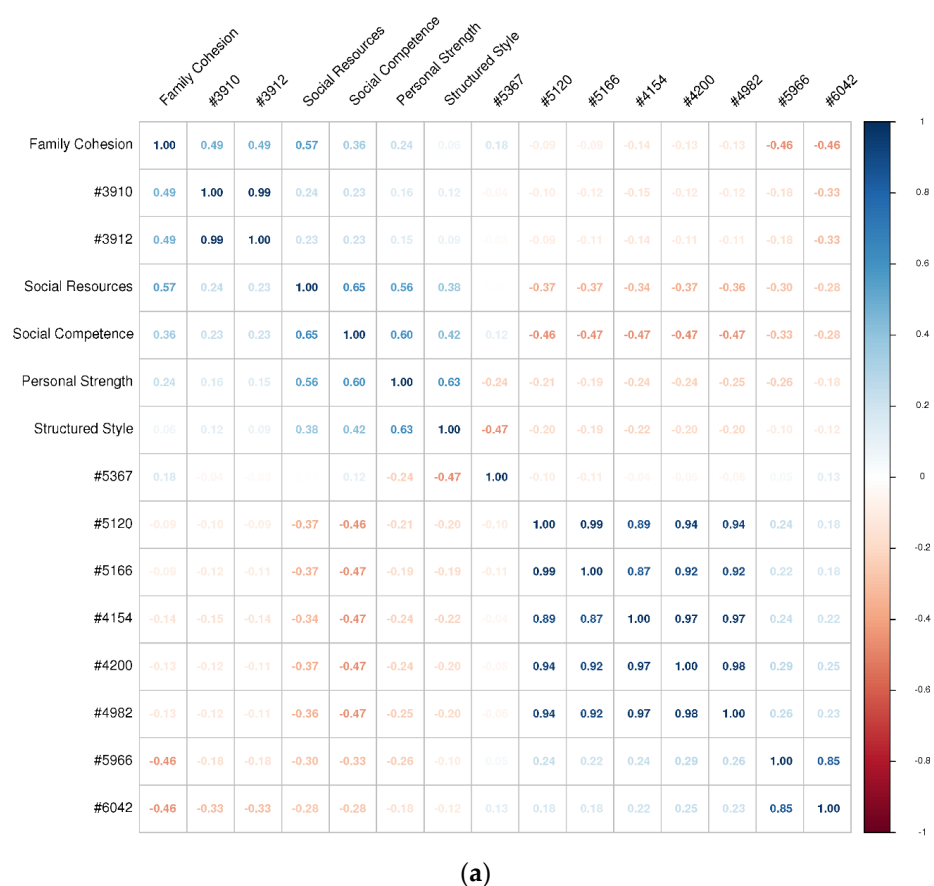 Family Cohesion
#3910
#3912
Social Resources
Social Competence
Personal Strength
Structured Style
#5367
#5120
#5166
#4154
#4200
#4982
#5966
#6042
Family Cohesion 1.00 0.49 0.49 0.57 0.36 0.24 0.06 0.18 -0.09 -0.09 -0.14 -0.13 -0.13 -0.46 -0.46
#3910 0.49 1.00 0.99 0.24 0.23 0.16 0.12 -0.10 -0.12 -0.15 -0.12 -0.12 -0.18 -0.33
#3912 0.49 0.99 1.00 0.23 0.23 0.15 0.09 -0.09 -0.11 -0.14 -0.11 -0.11 -0.18 -0.33
Social Resources 0.57 0.24 0.23 1.00 0.65 0.56 0.38 -0.37 -0.37 -0.34 -0.37 -0.36 -0.30 -0.28
Social Competence 0.36 0.23 0.23 0.65 1.00 0.60 0.42 0.12 -0.46 -0.47 -0.47 -0.47 -0.47 -0.33 -0.28
Personal Strength 0.24 0.16 0.15 0.56 0.60 1.00 0.63 -0.24 -0.21 -0.19 -0.24 -0.24 -0.25 -0.26 -0.18
Structured Style 0.06 0.12 0.09 0.38 0.42 0.63 1.00 -0.47 -0.20 -0.19 -0.22 -0.20 -0.20 -0.10 -0.12
#5367 0.18 0.12 -0.24 -0.47 1.00 -0.10 -0.11 0.13
#5120 -0.09 -0.10 -0.09 -0.37 -0.46 -0.21 -0.20 -0.10 1.00 0.99 0.89 0.94 0.94 0.24 0.18
#5166 -0.09 -0.12 -0.11 -0.37 -0.47 -0.19 -0.19 -0.11 0.99 1.00 0.87 0.92 0.92 0.22 0.18
#4154 -0.14 -0.15 -0.14 -0.34 -0.47 -0.24 -0.22 0.89 0.87 1.00 0.97 0.97 0.24 0.22
#4200 -0.13 -0.12 -0.11 -0.37 -0.47 -0.24 -0.20 0.94 0.92 0.97 1.00 0.98 0.29 0.25
#4982 -0.13 -0.12 -0.11 -0.36 -0.47 -0.25 -0.20 0.94 0.92 0.97 0.98 1.00 0.26 0.23
#5966 -0.46 -0.18 -0.18 -0.30 -0.33 -0.26 -0.10 0.24 0.22 0.24 0.29 0.26 1.00 0.85
#6042 -0.46 -0.33 -0.33 -0.28 -0.28 -0.18 -0.12 0.13 0.18 0.18 0.22 0.25 0.23 0.85 1.00
1
0.8
0.6
0.4
0.2
0
-0.2
-0.4
-0.6
-0.8
-1
(a)